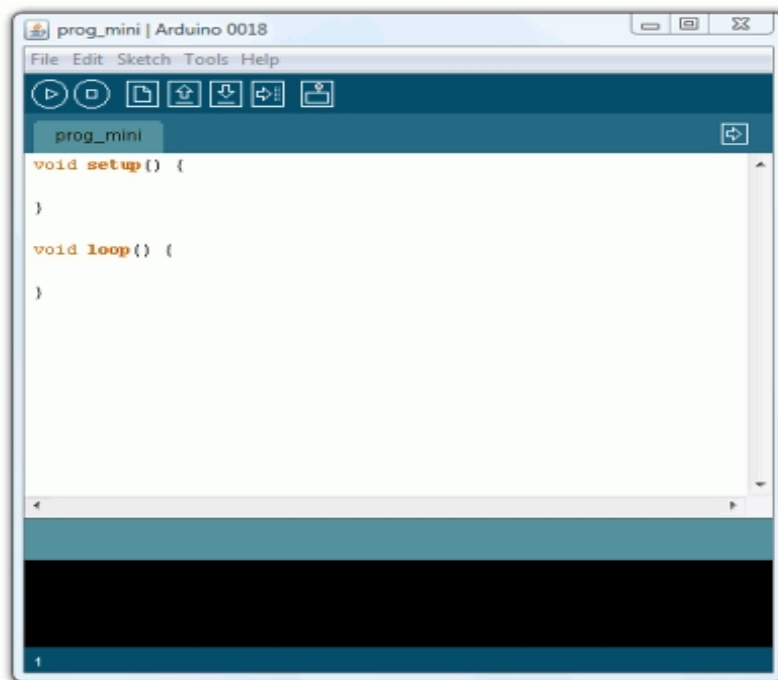 prog_mini | Arduino 0018
File Edit Sketch Tools Help
prog_mini
void setup() {
}
void loop() {
}
1